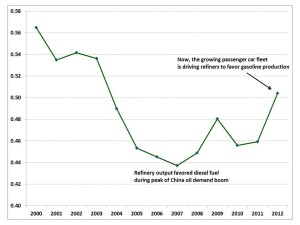 0.58
0.56
0.54
0.52
0.50
0.48
0.46
0.44
0.42
0.40
Now, the growing passenger car fleet
is driving refiners to favor gasoline production
Refinery output favored diesel fuel
during peak of China oil demand boom
2000 2001 2002 2003 2004 2005 2006 2007 2008 2009 2010 2011 2012